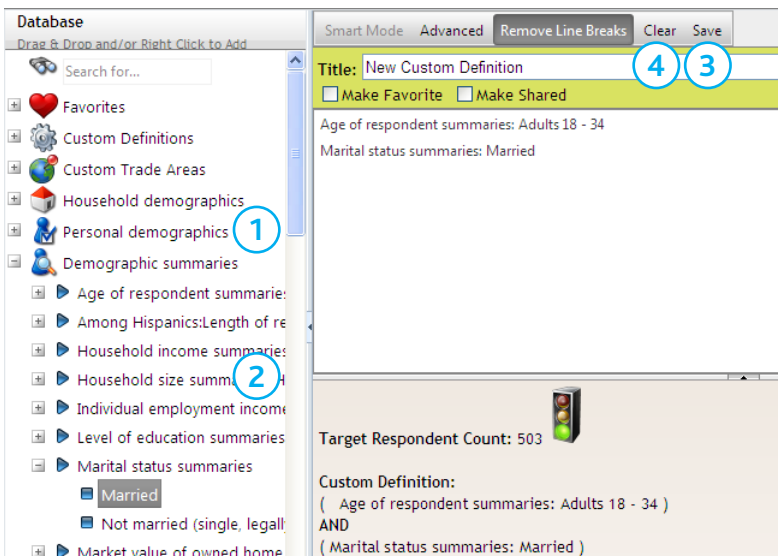 Database
Drag & Drop and/or Right Click to Add
Search for...
Favorites
Custom Definitions
Custom Trade Areas
Household demographics
Personal demographics
1
Demographic summaries
Age of respondent summaries
Among Hispanics:Length of re
Household income summaries
Household size summ
2
Individual employment income
Level of education summaries
Marital status summaries
Married
Not married (single, legall
Market value of owned home
Smart Mode Advanced Remove Line Breaks Clear Save
4 3
Title: New Custom Definition
Make Favorite Make Shared
Age of respondent summaries: Adults 18 - 34
Marital status summaries: Married
Target Respondent Count: 503
Custom Definition:
( Age of respondent summaries: Adults 18 - 34 )
AND
( Marital status summaries: Married )